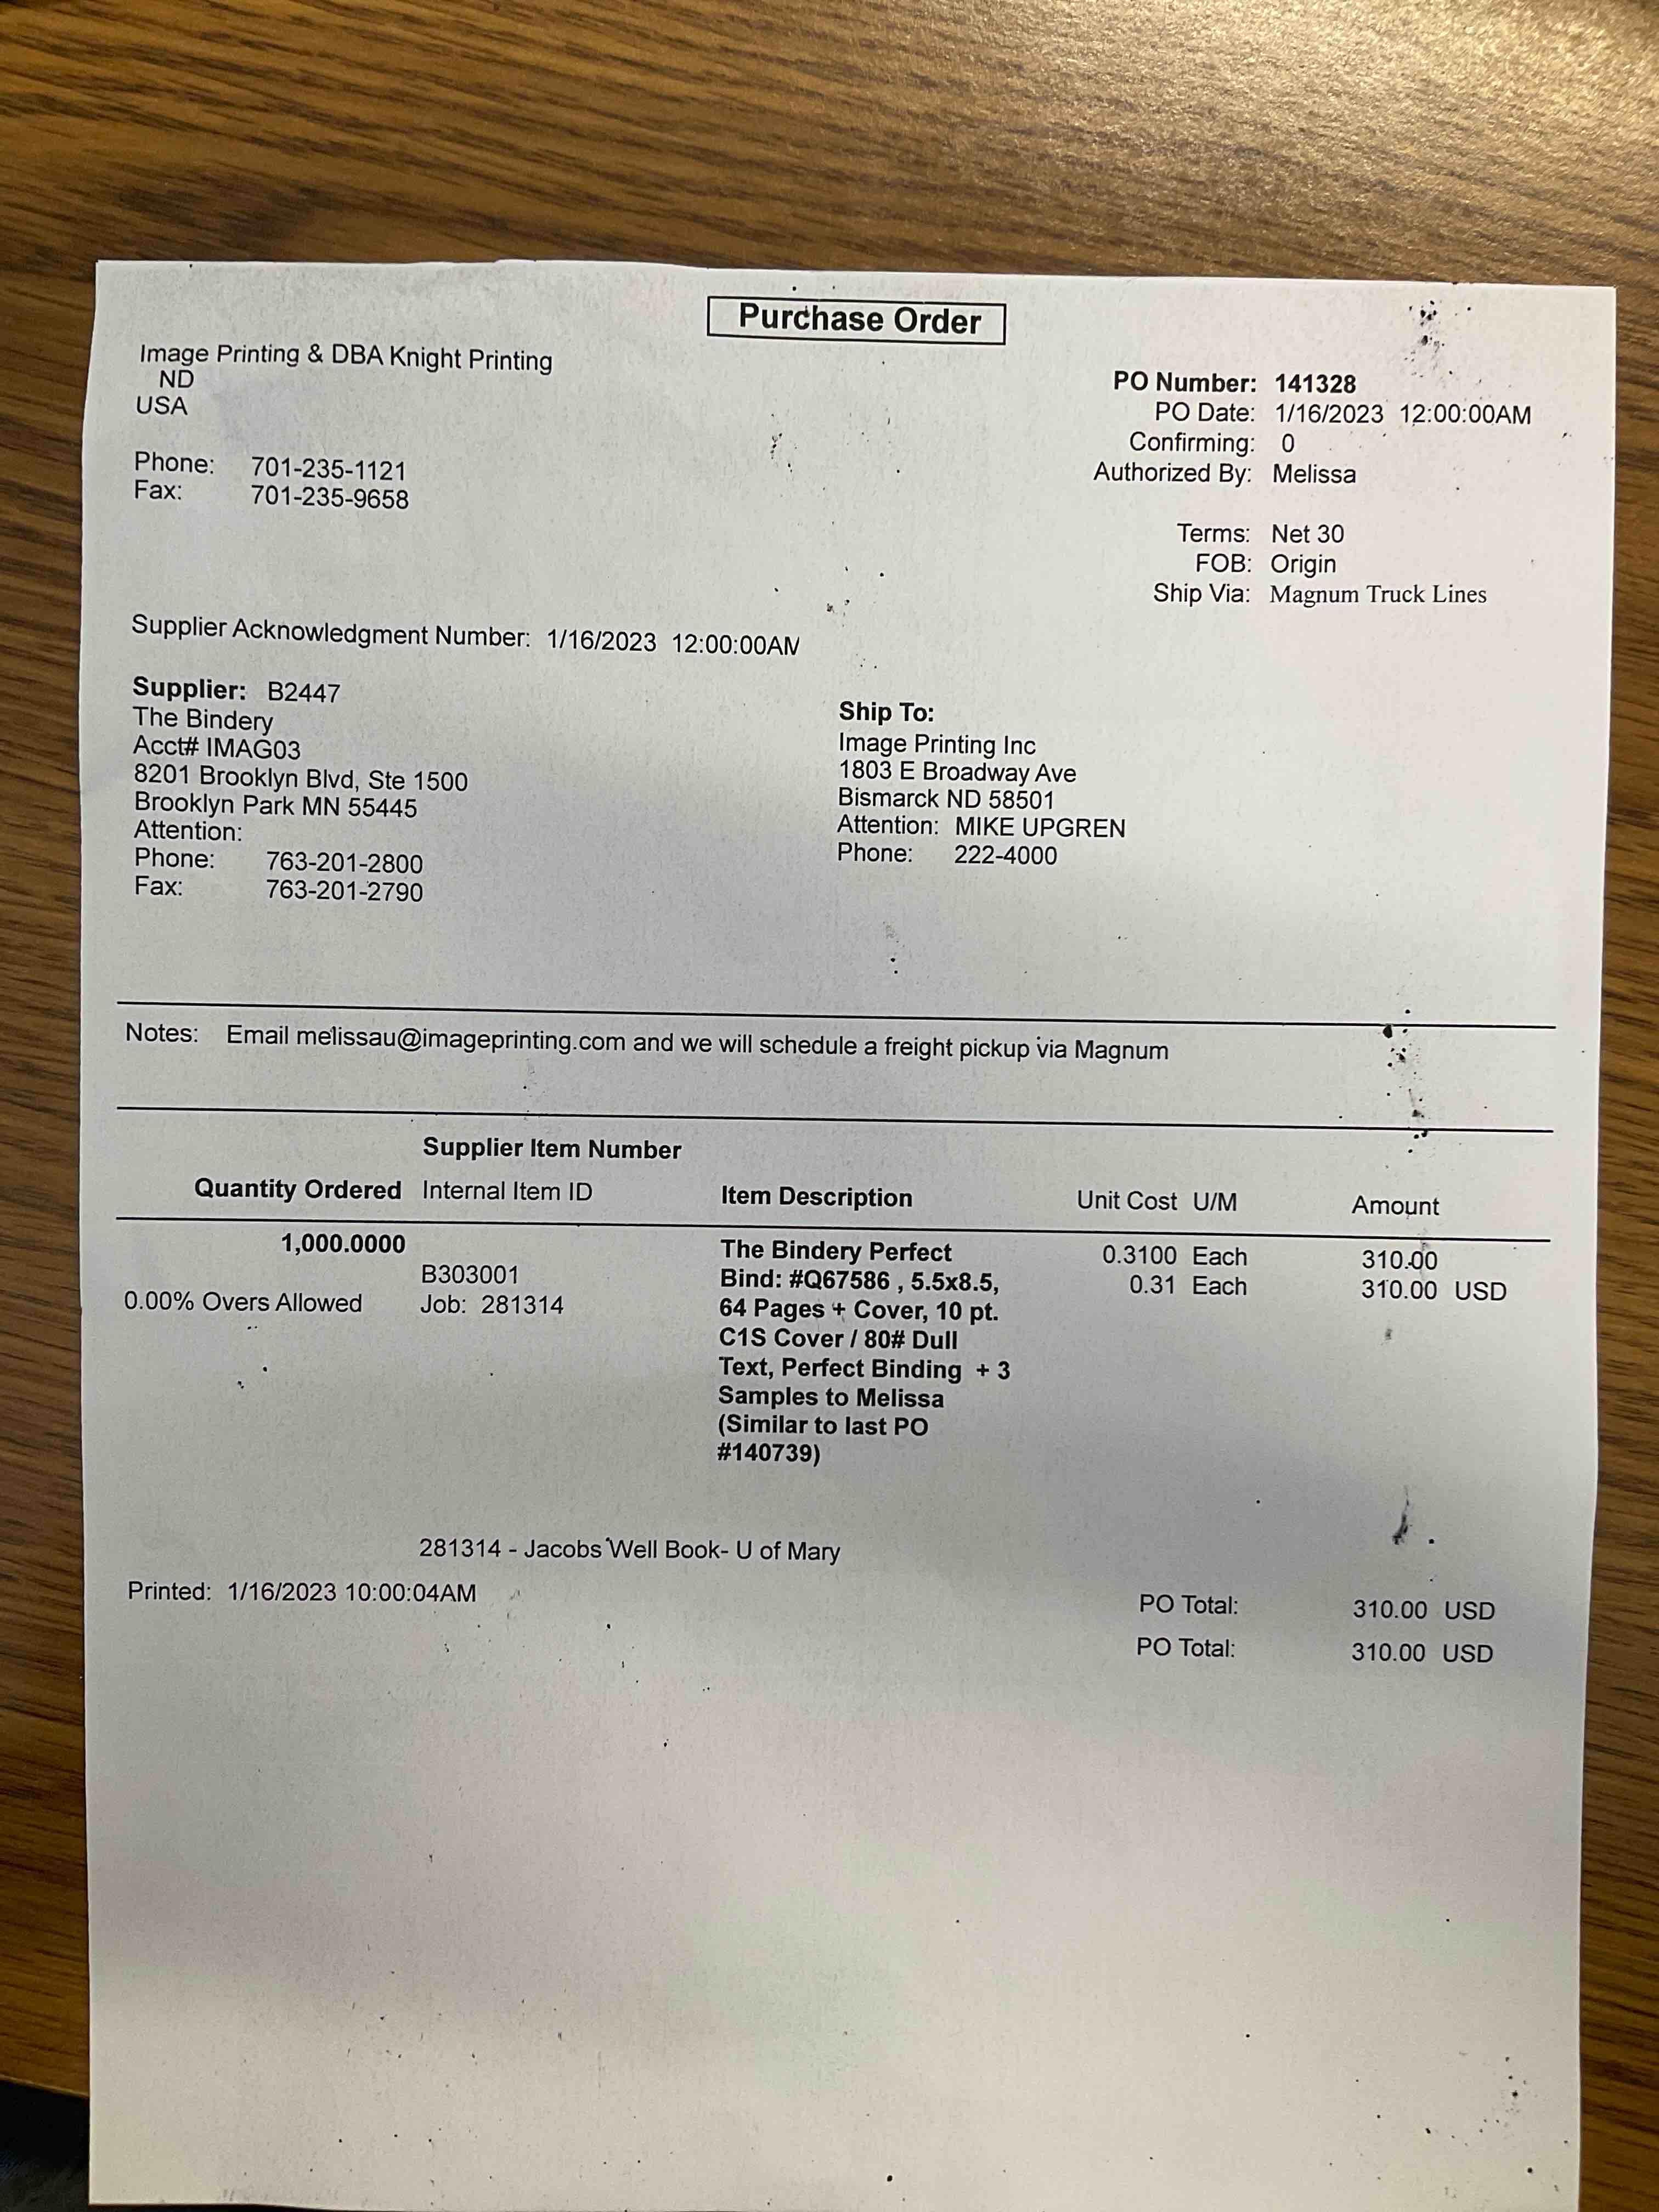 Purchase Order
Image Printing & DBA Knight Printing
ND
USA
Phone: 701-235-1121
Fax: 701-235-9658
PO Number: 141328
PO Date: 1/16/2023 12:00:00AM
Confirming: 0
Authorized By: Melissa
Terms: Net 30
FOB: Origin
Ship Via: Magnum Truck Lines
Supplier Acknowledgment Number: 1/16/2023 12:00:00AM
Supplier: B2447
The Bindery
Acct# IMAG03
8201 Brooklyn Blvd, Ste 1500
Brooklyn Park MN 55445
Attention:
Phone: 763-201-2800
Fax: 763-201-2790
Ship To:
Image Printing Inc
1803 E Broadway Ave
Bismarck ND 58501
Attention: MIKE UPGREN
Phone: 222-4000
Notes: Email melissau@imageprinting.com and we will schedule a freight pickup via Magnum
Supplier Item Number
Quantity Ordered Internal Item ID Item Description Unit Cost U/M Amount
1,000.0000 The Bindery Perfect 0.3100 Each 310.00
B303001 Bind: #Q67586 , 5.5x8.5, 0.31 Each 310.00 USD
0.00% Overs Allowed Job: 281314 64 Pages + Cover, 10 pt.
C1S Cover / 80# Dull
Text, Perfect Binding + 3
Samples to Melissa
(Similar to last PO
#140739)
281314 - Jacobs Well Book- U of Mary
Printed: 1/16/2023 10:00:04AM
PO Total: 310.00 USD
PO Total: 310.00 USD